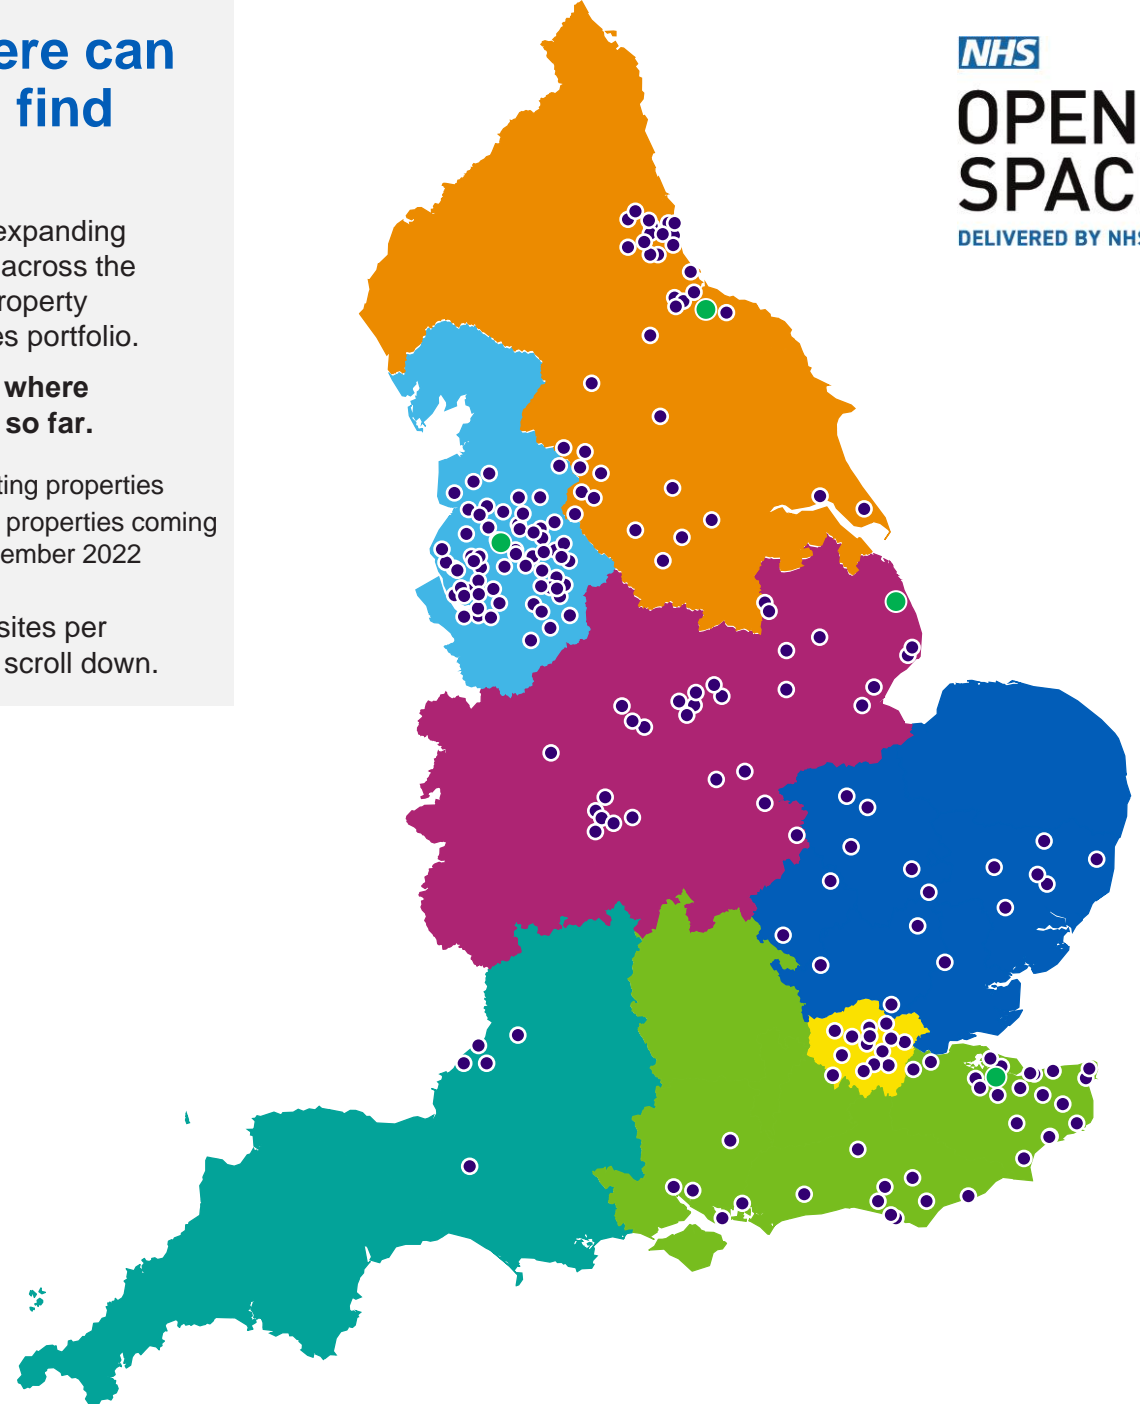 ere can
find
expanding
across the
roperty
es portfolio.
where
so far.
ting properties
properties coming
ember 2022
sites per
scroll down.
NHS
OPEN
SPAC
DELIVERED BY NHS